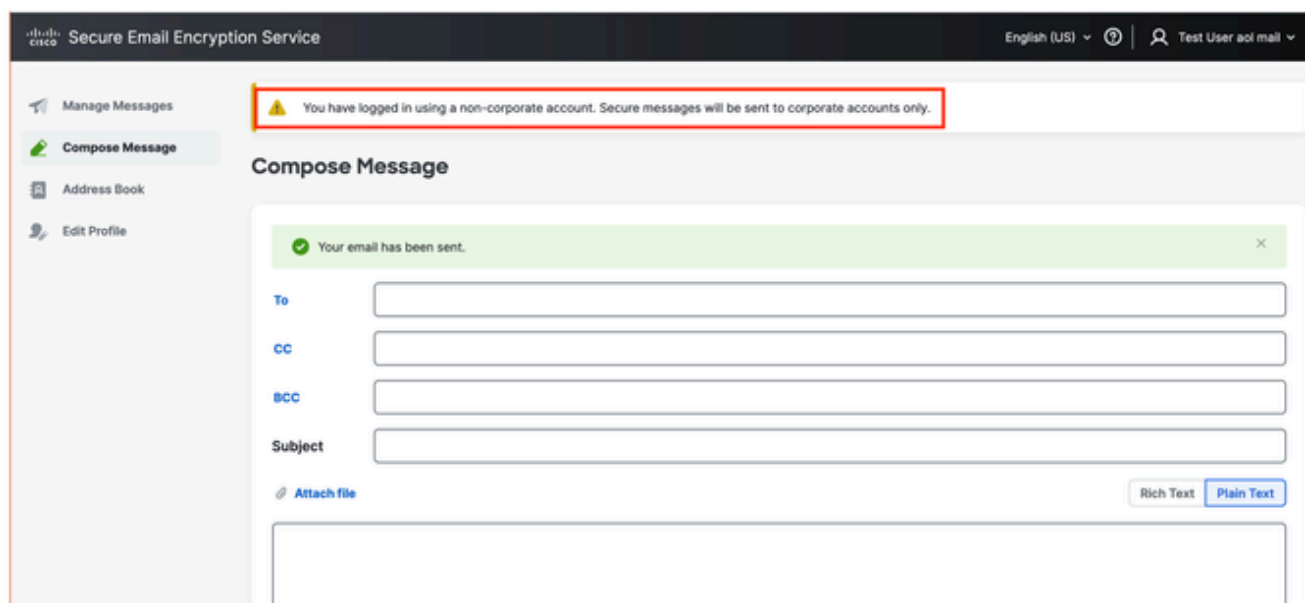 cisco Secure Email Encryption Service
English (US)
Test User aol mail
Manage Messages
Compose Message
Address Book
Edit Profile
You have logged in using a non-corporate account. Secure messages will be sent to corporate accounts only.
Compose Message
Your email has been sent.
To
CC
BCC
Subject
Attach file
Rich Text
Plain Text